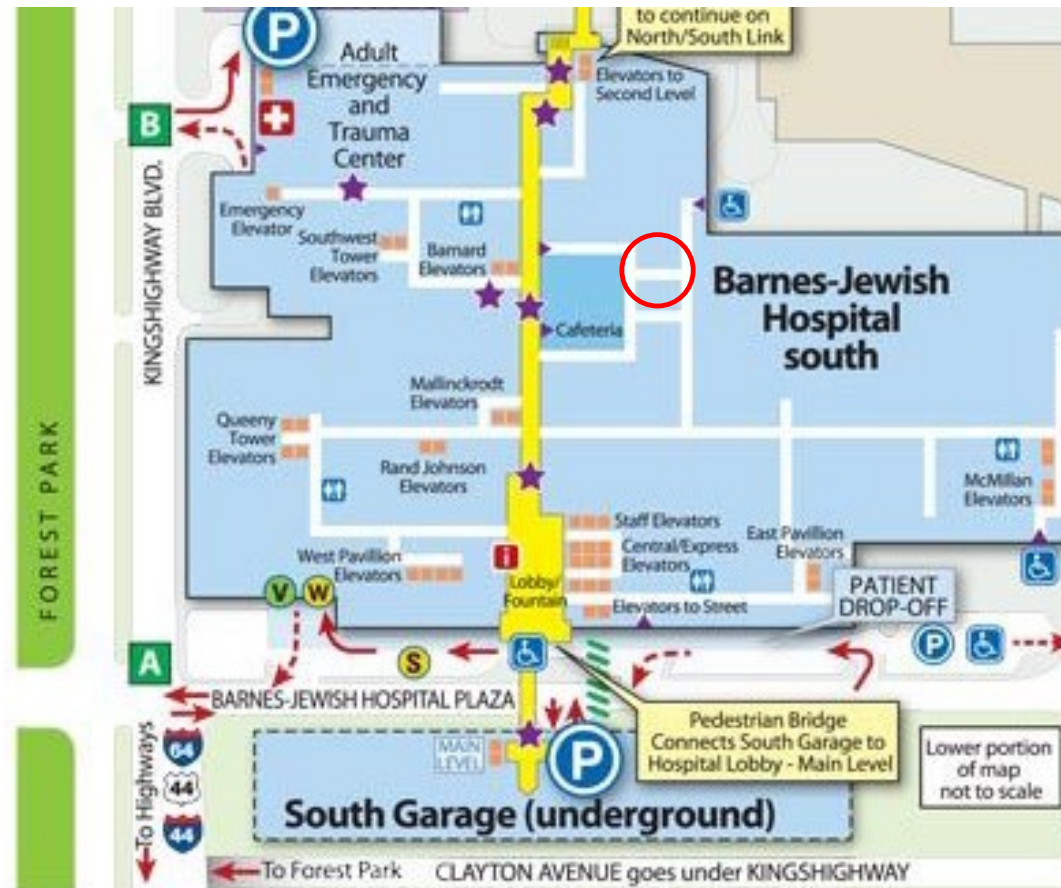 to continue on
North/South Link
P
Adult
Emergency
and
Trauma
Center
Elevators to
Second Level
B
KINGSHIGHWAY BLVD.
FOREST PARK
Emergency
Elevator
Southwest
Tower
Elevators
Barnard
Elevators
Barnes-Jewish
Hospital
south
Cafeteria
Mallinckrodt
Elevators
Queeny
Tower
Elevators
Rand Johnson
Elevators
McMillan
Elevators
Staff Elevators
Central/Express
Elevators
East Pavillion
Elevators
West Pavillion
Elevators
i
Lobby/
Fountain
Elevators to Street
PATIENT
DROP-OFF
V
W
S
P
A
BARNES-JEWISH HOSPITAL PLAZA
To Highways
64
44
44
MAIN
LEVEL
P
Pedestrian Bridge
Connects South Garage to
Hospital Lobby - Main Level
Lower portion
of map
not to scale
South Garage (underground)
To Forest Park
CLAYTON AVENUE goes under KINGSHIGHWAY